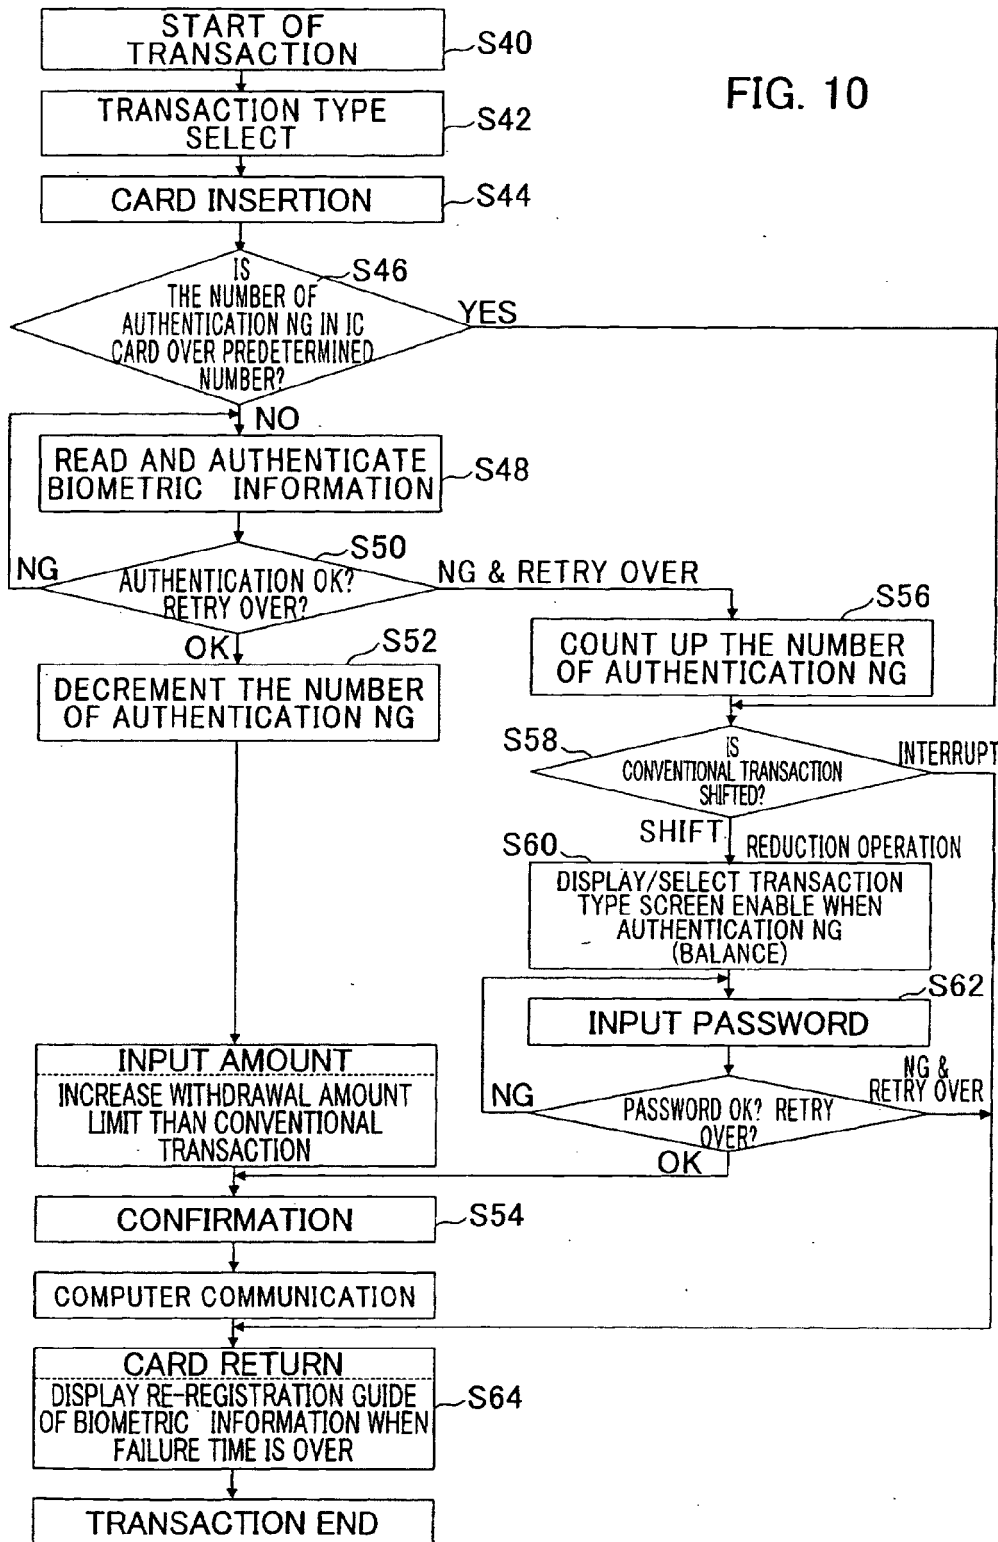 START OF
TRANSACTION
S40
FIG. 10
TRANSACTION TYPE
SELECT
S42
CARD INSERTION
S44
S46
IS
THE NUMBER OF
AUTHENTICATION NG IN IC
CARD OVER PREDETERMINED
NUMBER?
YES
NO
READ AND AUTHENTICATE
BIOMETRIC INFORMATION
S48
S50
NG
AUTHENTICATION OK?
RETRY OVER?
NG & RETRY OVER
OK
S52
DECREMENT THE NUMBER
OF AUTHENTICATION NG
S56
COUNT UP THE NUMBER
OF AUTHENTICATION NG
S58
IS
CONVENTIONAL TRANSACTION
SHIFTED?
INTERRUPT
SHIFT
REDUCTION OPERATION
S60
DISPLAY/SELECT TRANSACTION
TYPE SCREEN ENABLE WHEN
AUTHENTICATION NG
(BALANCE)
S62
INPUT PASSWORD
NG
PASSWORD OK? RETRY
OVER?
NG &
RETRY OVER
OK
INPUT AMOUNT
INCREASE WITHDRAWAL AMOUNT
LIMIT THAN CONVENTIONAL
TRANSACTION
CONFIRMATION
S54
COMPUTER COMMUNICATION
CARD RETURN
DISPLAY RE-REGISTRATION GUIDE
OF BIOMETRIC INFORMATION WHEN
FAILURE TIME IS OVER
S64
TRANSACTION END